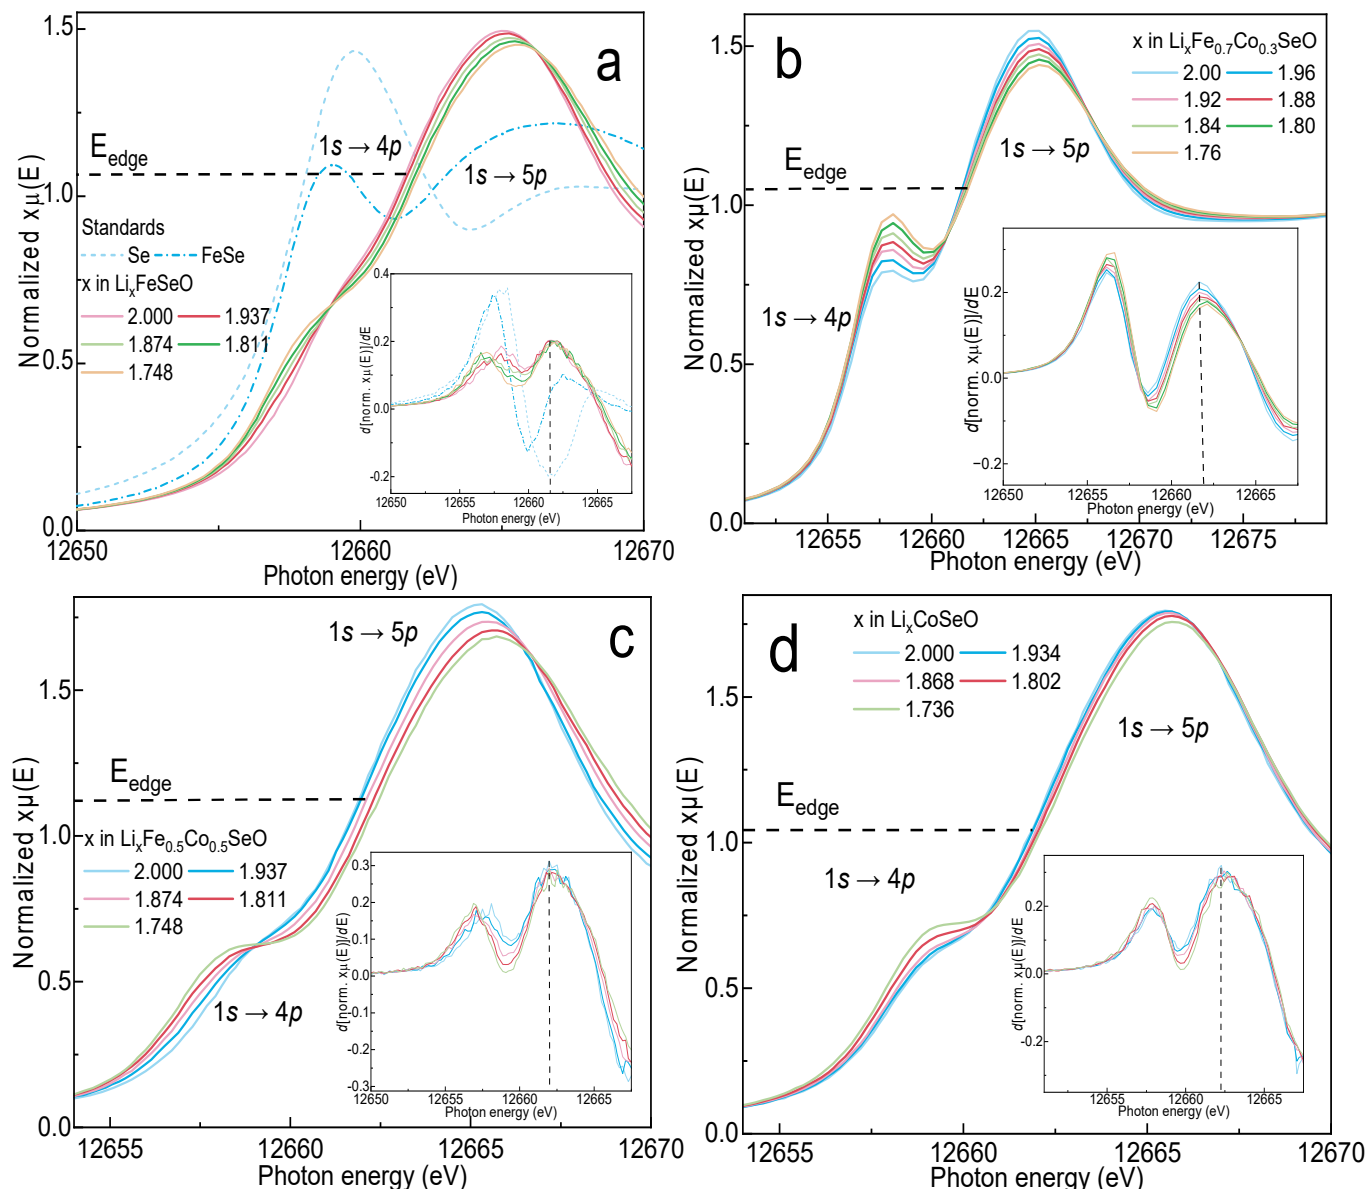 a
1.5
1.0
0.5
0.0
Normalized xμ(E)
E_edge
1s → 4p
1s → 5p
Standards
Se FeSe
x in Li_xFeSeO
2.000 1.937
1.874 1.811
1.748
12650 12660 12670
Photon energy (eV)
0.4
0.2
0.0
-0.2
d[norm. xμ(E)]/dE
12650 12655 12660 12665
Photon energy (eV)
b
1.5
1.0
0.5
0.0
Normalized xμ(E)
E_edge
1s → 4p
1s → 5p
x in Li_xFe_0.7Co_0.3SeO
2.00 1.96
1.92 1.88
1.84 1.80
1.76
12655 12660 12665 12670 12675
Photon energy (eV)
0.2
0.0
−0.2
d[norm. xμ(E)]/dE
12650 12655 12660 12665
Photon energy (eV)
c
1.5
1.0
0.5
0.0
Normalized xμ(E)
1s → 5p
E_edge
x in Li_xFe_0.5Co_0.5SeO
2.000 1.937
1.874 1.811
1.748
1s → 4p
12655 12660 12665 12670
Photon energy (eV)
0.3
0.2
0.1
0.0
-0.1
-0.2
-0.3
d[norm. xμ(E)]/dE
12650 12655 12660 12665
Photon energy (eV)
d
1.5
1.0
0.5
0.0
Normalized xμ(E)
x in Li_xCoSeO
2.000 1.934
1.868 1.802
1.736
1s → 5p
E_edge
1s → 4p
12655 12660 12665 12670
Photon energy (eV)
0.2
0.0
-0.2
d[norm. xμ(E)]/dE
12655 12660 12665
Photon energy (eV)